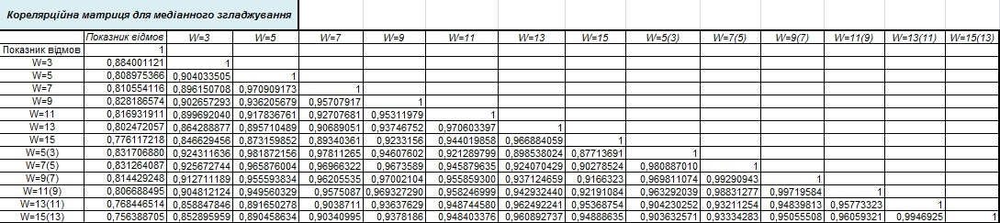 Корелярційна матриця для медіанного згладжування
Показник відмов W=3 W=5 W=7 W=9 W=11 W=13 W=15 W=5(3) W=7(5) W=9(7) W=11(9) W=13(11) W=15(13)
Показник відмов 1
W=3 0,884001121 1
W=5 0,808975366 0,904033505 1
W=7 0,810554116 0,896150708 0,970909173 1
W=9 0,828186574 0,902657293 0,936205679 0,95707917 1
W=11 0,816931911 0,899692040 0,917836761 0,92707681 0,95311979 1
W=13 0,802472057 0,864288877 0,895710489 0,90689051 0,93746752 0,970603397 1
W=15 0,776117218 0,846629456 0,873159852 0,89340361 0,9233156 0,944019858 0,966884059 1
W=5(3) 0,831706880 0,924311636 0,981872156 0,97811265 0,94607602 0,921289799 0,898538024 0,87713691 1
W=7(5) 0,831264087 0,925672744 0,965876004 0,96966322 0,9673589 0,945879635 0,924070429 0,90278524 0,980887010 1
W=9(7) 0,814429248 0,912711189 0,955593834 0,96205535 0,97002104 0,955859300 0,937124659 0,9166323 0,969811074 0,99290943 1
W=11(9) 0,806688495 0,904812124 0,949560329 0,9575087 0,969327290 0,958246999 0,942932440 0,92191084 0,963292039 0,98831277 0,99719584 1
W=13(11) 0,768446514 0,858847846 0,891650278 0,9038711 0,93637629 0,948744580 0,962492241 0,95368754 0,904230252 0,93211254 0,94839813 0,95773323 1
W=15(13) 0,756388705 0,852895959 0,890458634 0,90340995 0,9378186 0,948403376 0,960892737 0,94888635 0,903632571 0,93334283 0,95055508 0,96059321 0,9946925 1